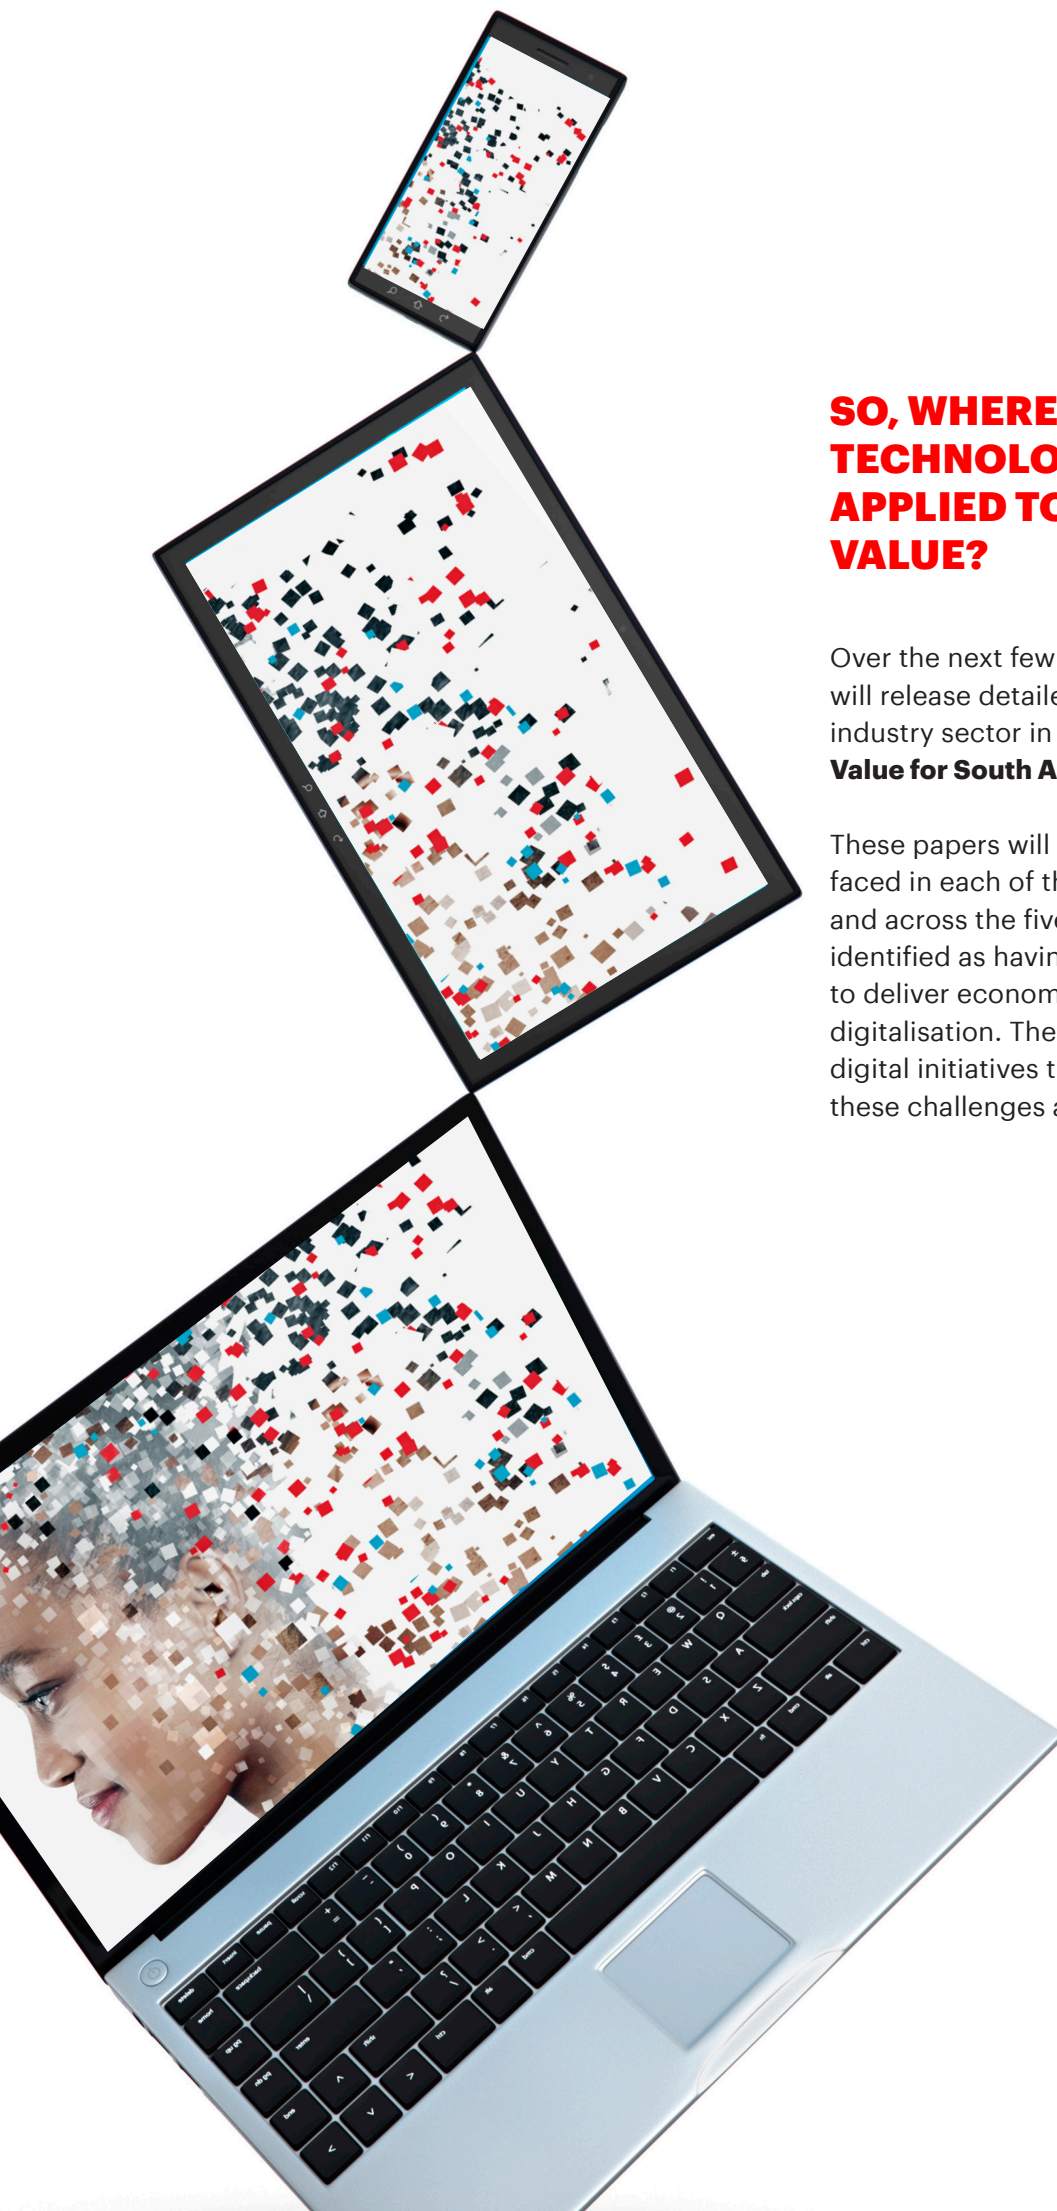 SO, WHERE
TECHNOLO
APPLIED TO
VALUE?
Over the next few
will release detaile
industry sector in
Value for South A
These papers will
faced in each of th
and across the five
identified as havin
to deliver econom
digitalisation. The
digital initiatives t
these challenges a